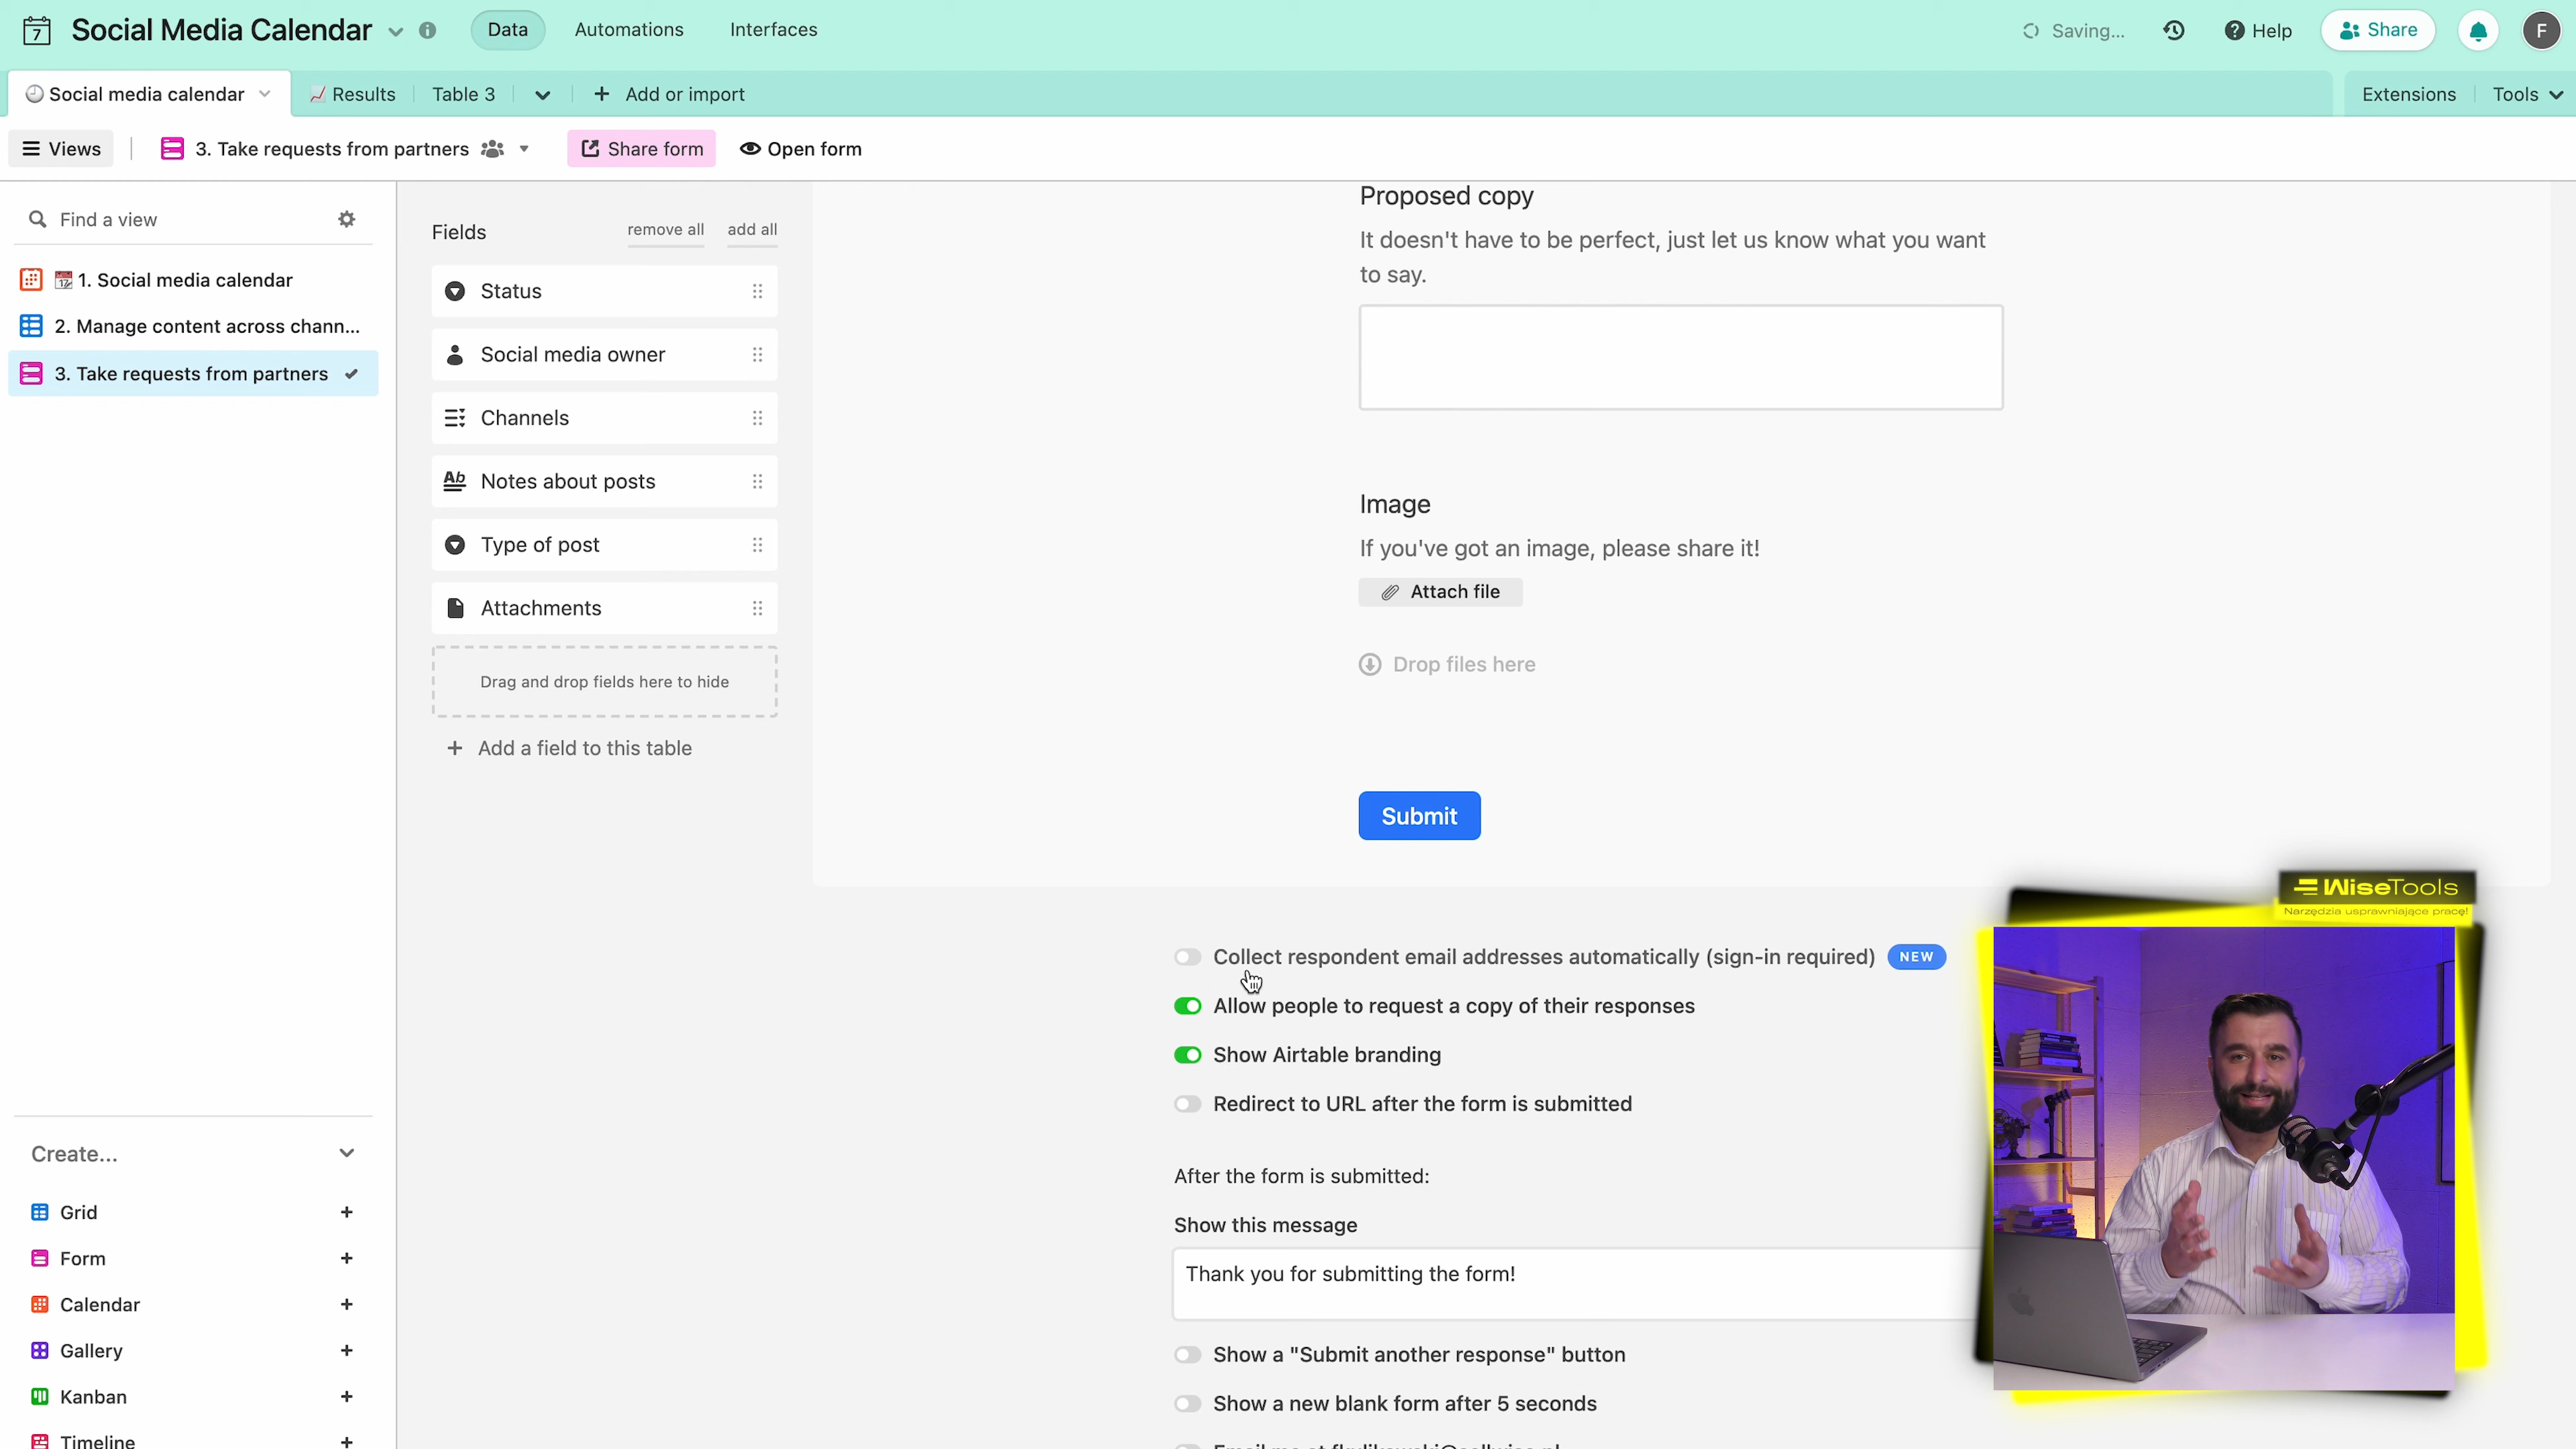 Social Media Calendar
Data
Automations
Interfaces
Saving...
Help
Share
F
Social media calendar
Results
Table 3
Add or import
Extensions
Tools
Views
3. Take requests from partners
Share form
Open form
Find a view
1. Social media calendar
2. Manage content across chann...
3. Take requests from partners
Create...
Grid
Form
Calendar
Gallery
Kanban
Timeline
Fields
remove all
add all
Status
Social media owner
Channels
Notes about posts
Type of post
Attachments
Drag and drop fields here to hide
Add a field to this table
Proposed copy
It doesn't have to be perfect, just let us know what you want
to say.
Image
If you've got an image, please share it!
Attach file
Drop files here
Submit
Collect respondent email addresses automatically (sign-in required) NEW
Allow people to request a copy of their responses
Show Airtable branding
Redirect to URL after the form is submitted
After the form is submitted:
Show this message
Thank you for submitting the form!
Show a "Submit another response" button
Show a new blank form after 5 seconds
WiseTools
Narzędzia usprawniające pracę!